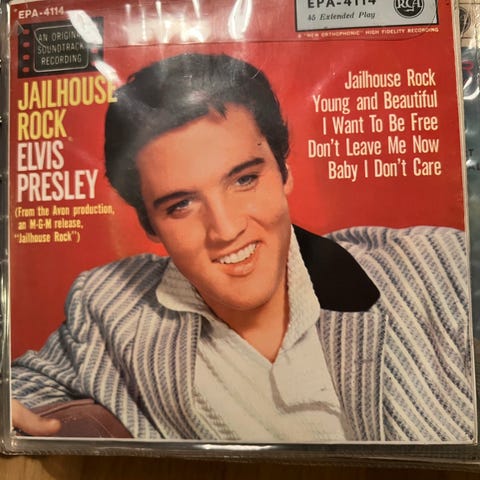 EPA-4114
AN ORIGINAL
SOUNDTRACK
RECORDING
JAILHOUSE
ROCK
ELVIS
PRESLEY
(From the Avon production,
an M-G-M release,
"Jailhouse Rock")
EPA-4114
45 Extended Play
RCA
A "NEW ORTHOPHONIC" HIGH FIDELITY RECORDING
Jailhouse Rock
Young and Beautiful
I Want To Be Free
Don't Leave Me Now
Baby I Don't Care